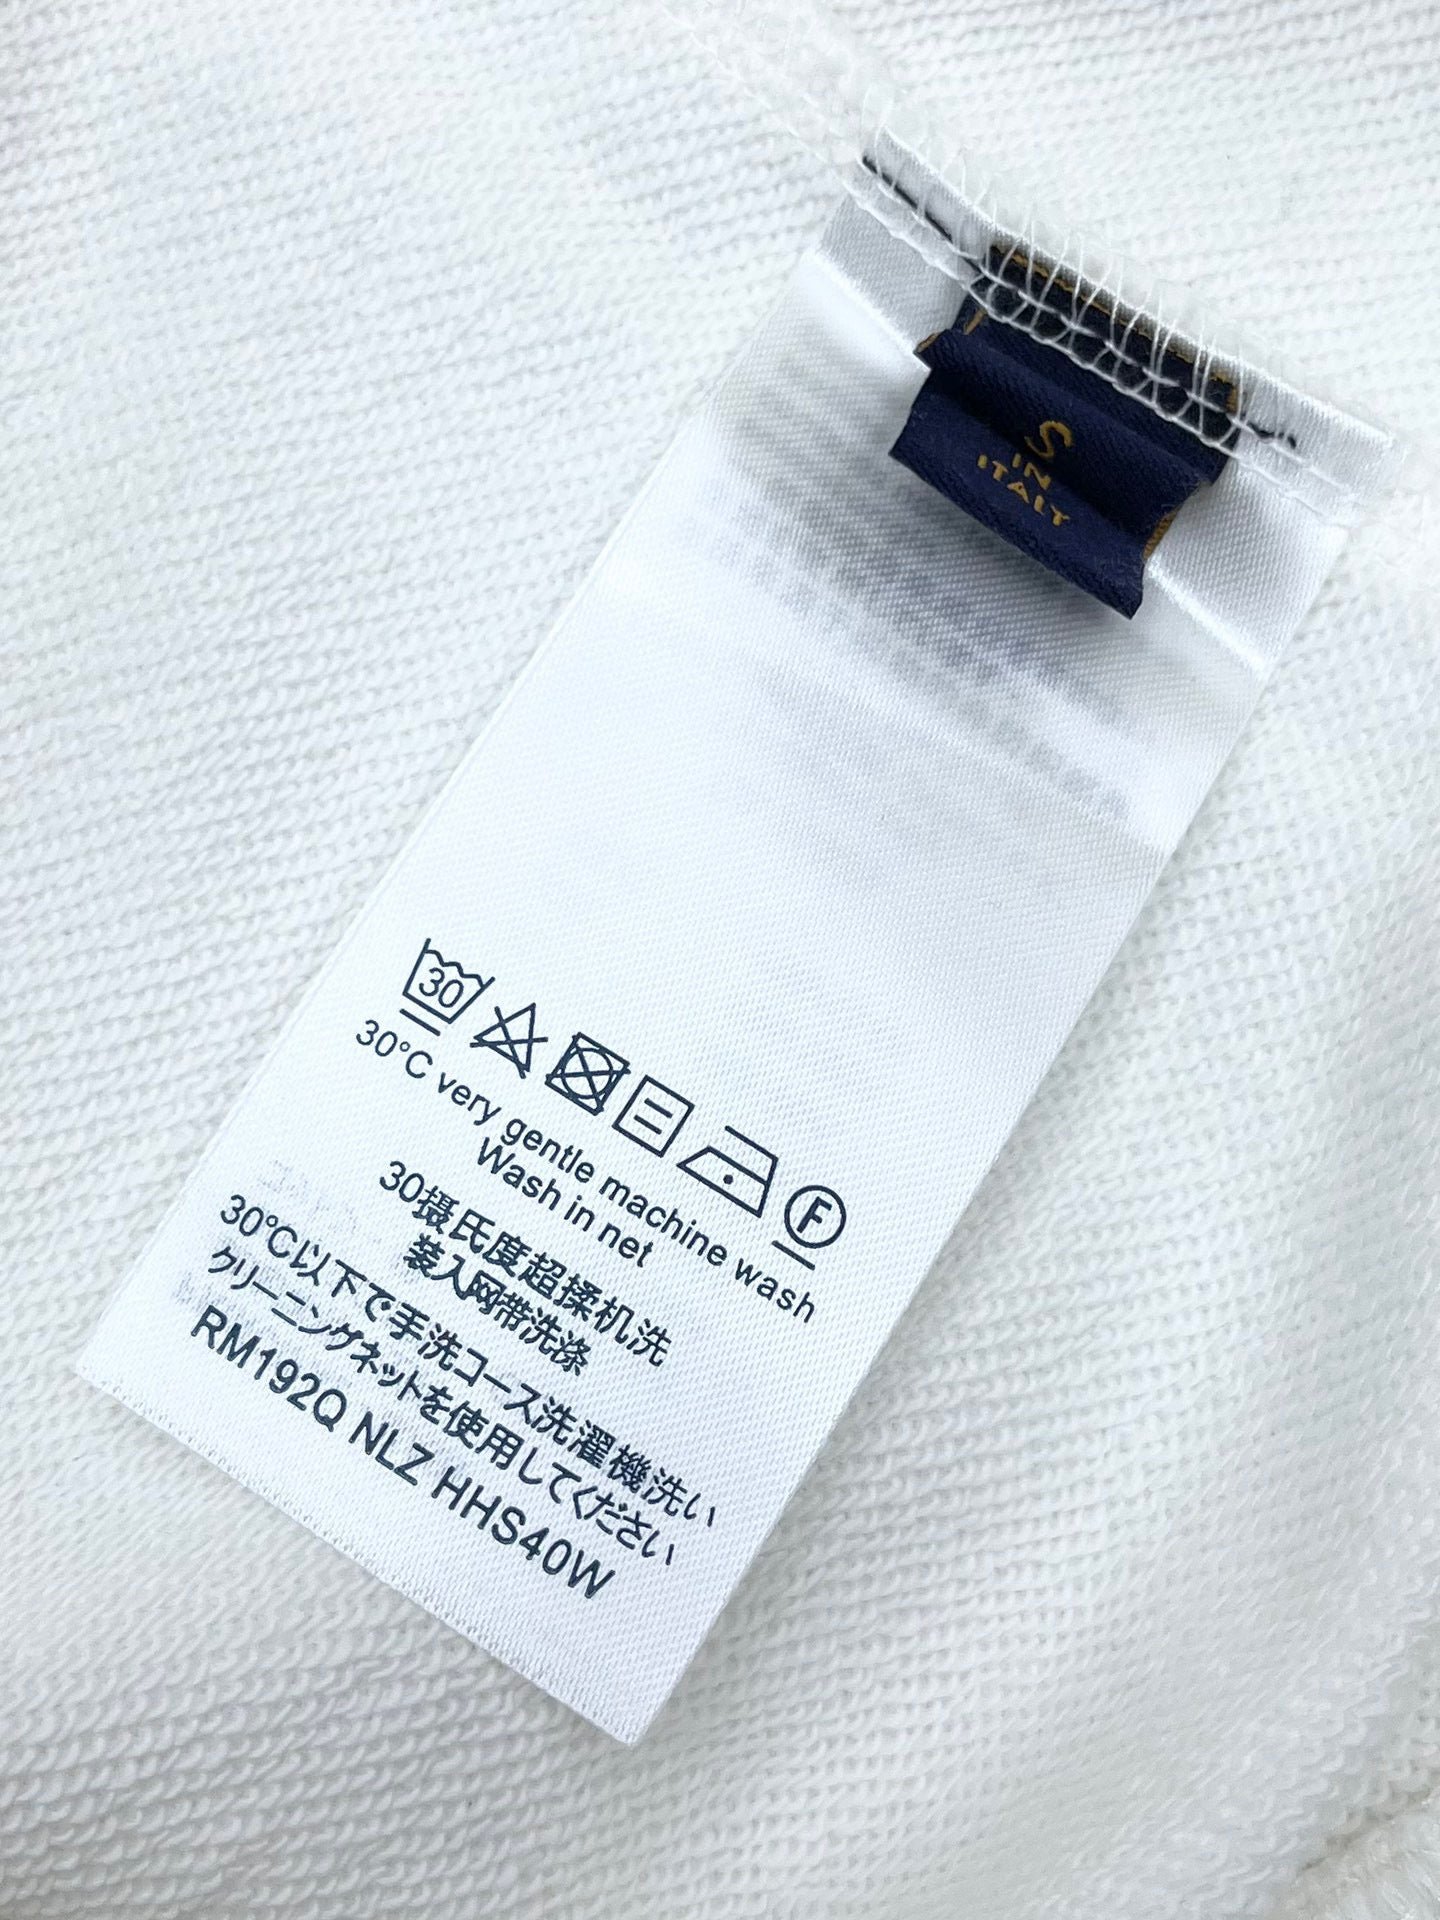 S
IN
ITALY
30
F
30°C very gentle machine wash
Wash in net
30摄氏度超揉机洗
装入网带洗涤
30℃以下で手洗コース洗濯機洗い
クリーニングネットを使用してください
RM192Q NLZ HHS40W